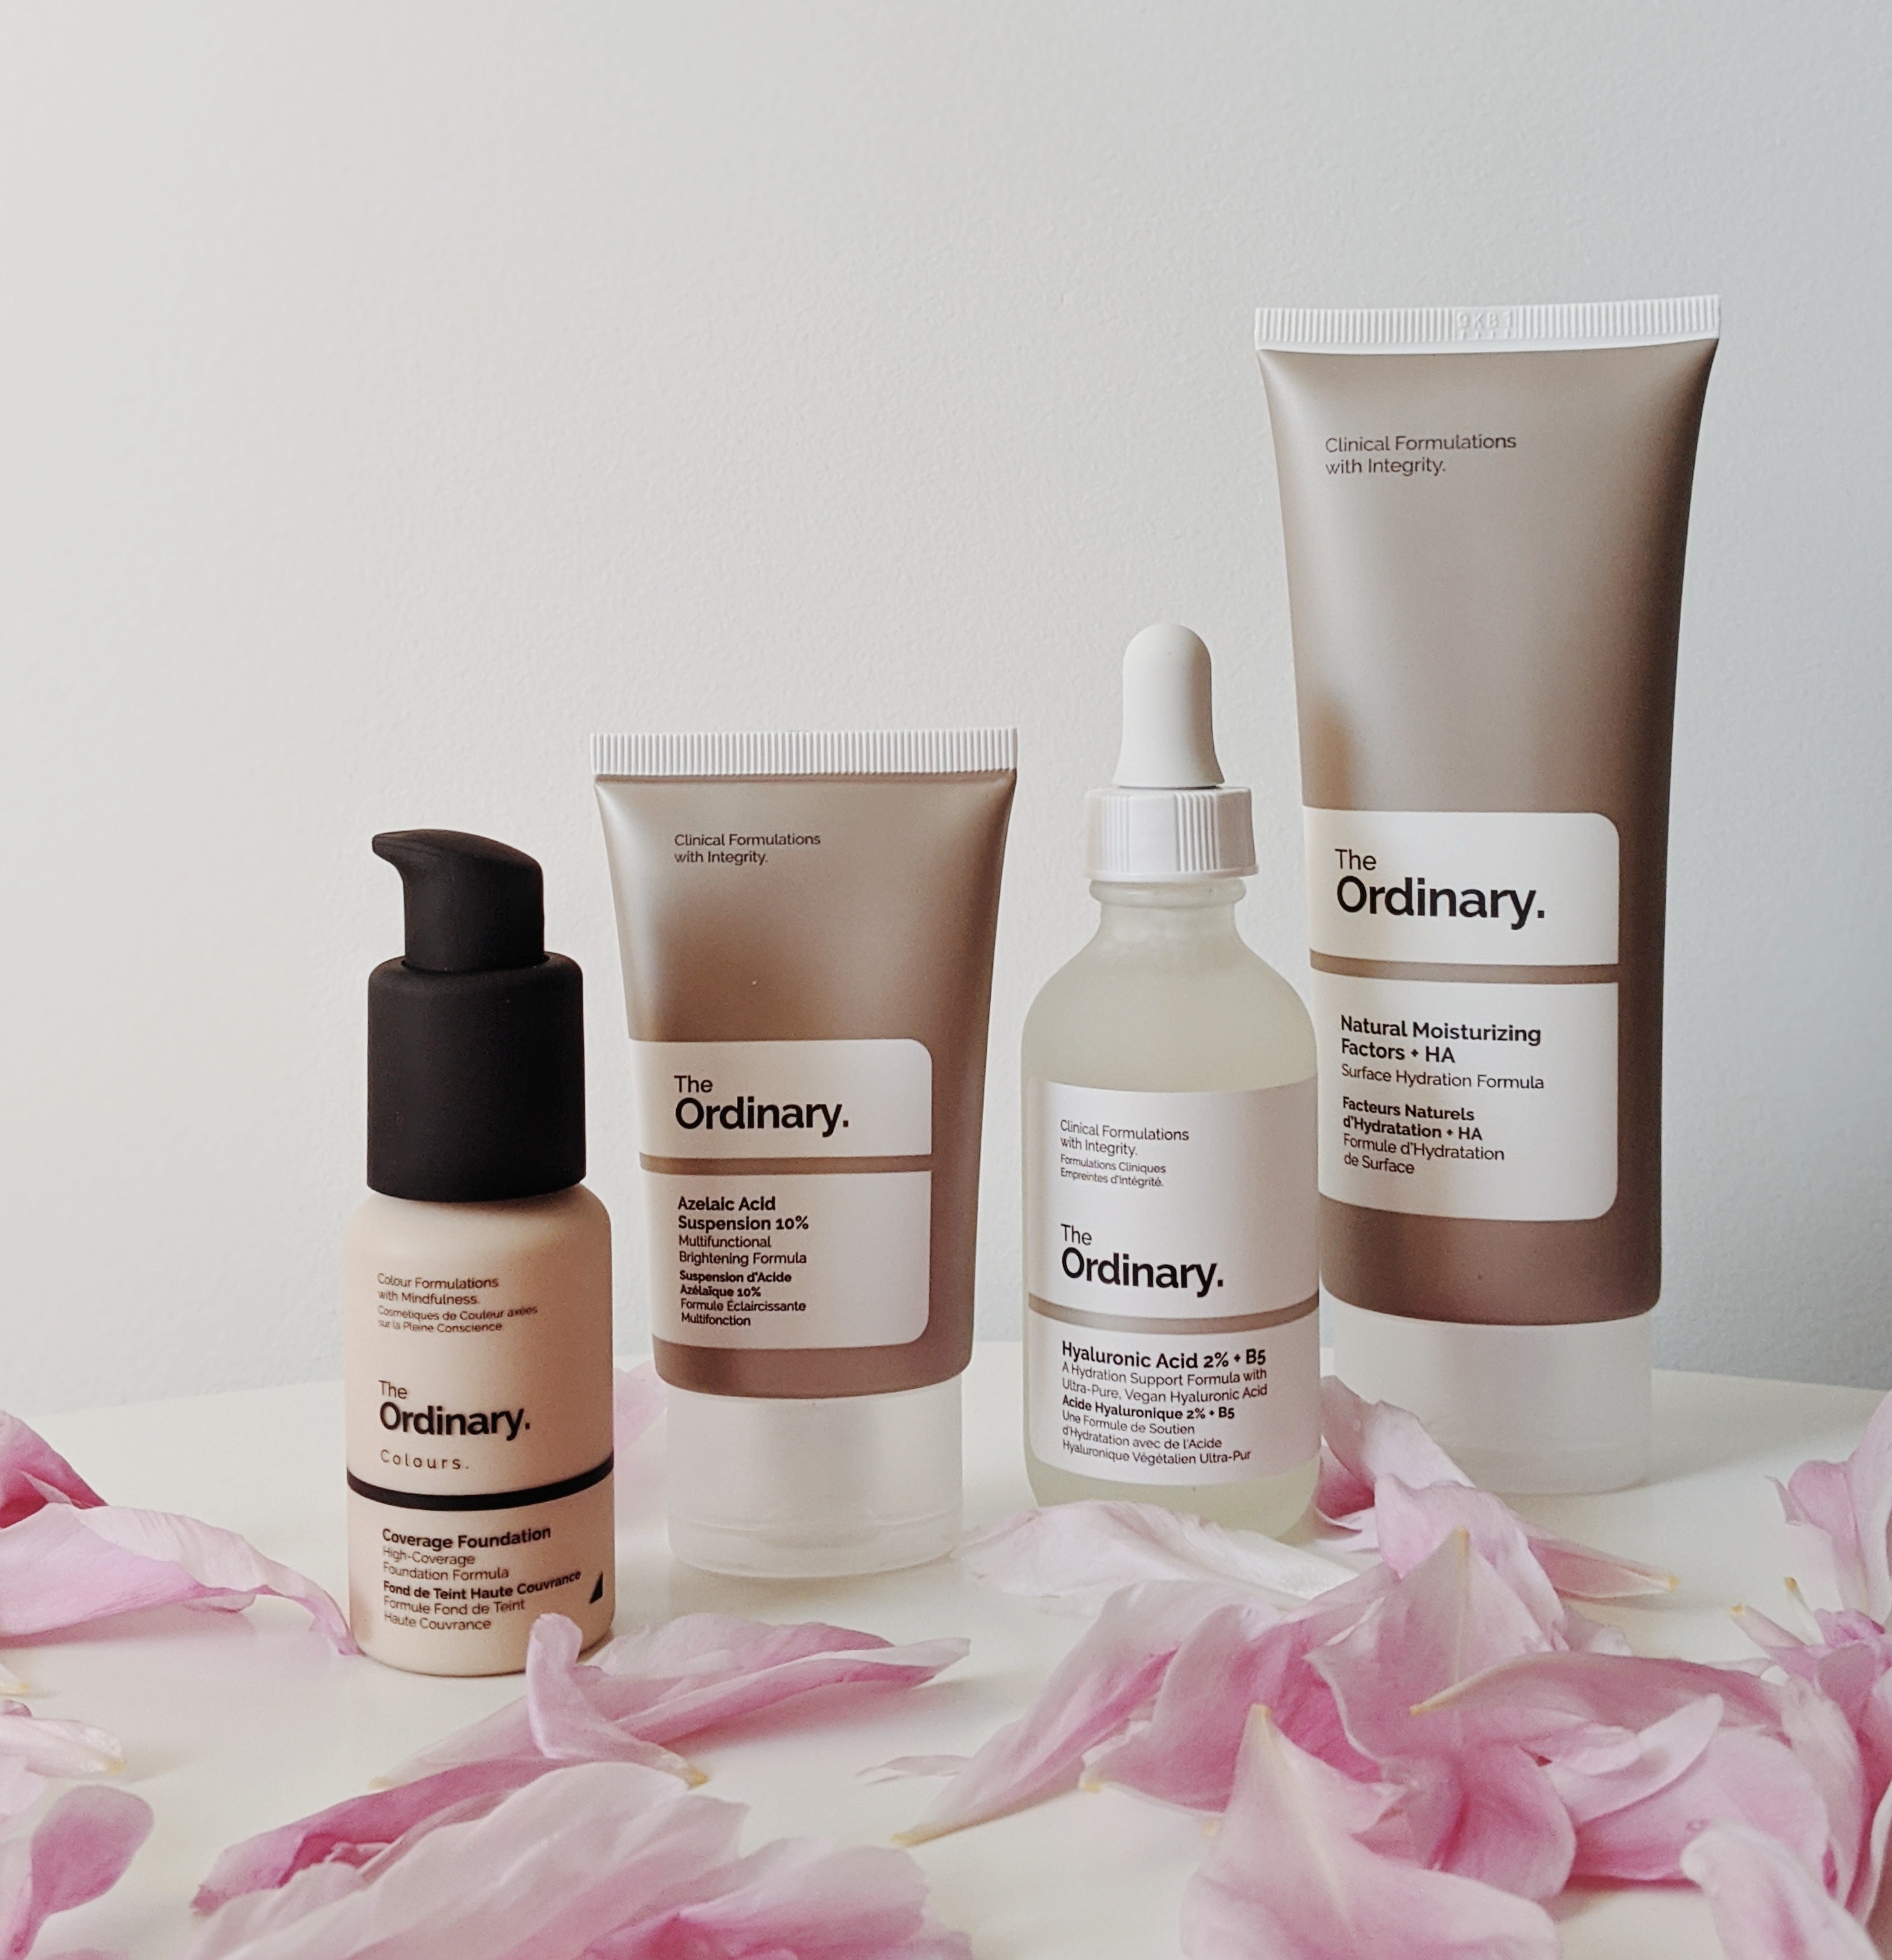 Colour Formulations
with Mindfulness.
Cosmetiques de Couleur axées
sur la Pleine Conscience
The
Ordinary.
Colours.
Coverage Foundation
High-Coverage
Foundation Formula
Fond de Teint Haute Couvrance
Formule Fond de Teint
Haute Couvrance
Clinical Formulations
with Integrity.
The
Ordinary.
Azelaic Acid
Suspension 10%
Multifunctional
Brightening Formula
Suspension d'Acide
Azélaïque 10%
Formule Éclaircissante
Multifonction
Clinical Formulations
with Integrity.
Formulations Cliniques
Empreintes d'Intégrité.
The
Ordinary.
Hyaluronic Acid 2% + B5
A Hydration Support Formula with
Ultra-Pure, Vegan Hyaluronic Acid
Acide Hyaluronique 2% + B5
Une Formule de Soutien
d'Hydratation avec de l'Acide
Hyaluronique Végétalien Ultra-Pur
9KB1
Clinical Formulations
with Integrity.
The
Ordinary.
Natural Moisturizing
Factors + HA
Surface Hydration Formula
Facteurs Naturels
d'Hydratation + HA
Formule d'Hydratation
de Surface